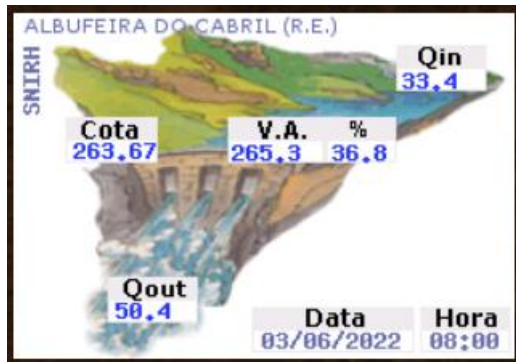 ALBUFEIRA DO CABRIL (R.E.)
SNIRH
Qin
33.4
Cota
263.67
V.A. %
265.3 36.8
Qout
50.4
Data Hora
03/06/2022 08:00